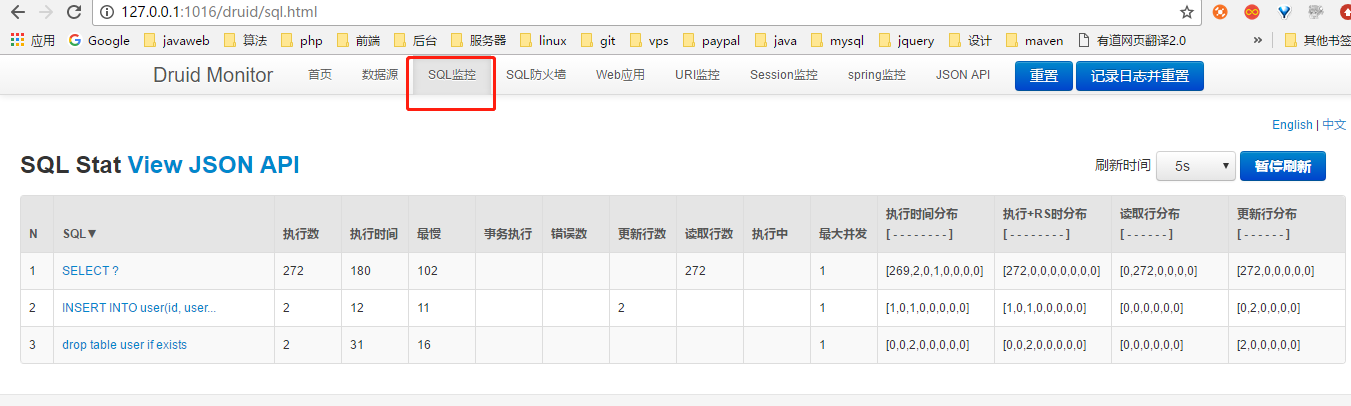 127.0.0.1:1016/druid/sql.html
应用 Google javaweb 算法 php 前端 后台 服务器 linux git vps paypal java mysql jquery 设计 maven 有道网页翻译2.0 » 其他书签
Druid Monitor 首页 数据源 SQL监控 SQL防火墙 Web应用 URI监控 Session监控 spring监控 JSON API 重置 记录日志并重置
English | 中文
SQL Stat View JSON API 刷新时间 5s 暂停刷新
N SQL▼ 执行数 执行时间 最慢 事务执行 错误数 更新行数 读取行数 执行中 最大并发 执行时间分布 [ - - - - - - - - ] 执行+RS时分布 [ - - - - - - - - ] 读取行分布 [ - - - - - - ] 更新行分布 [ - - - - - - ]
1 SELECT ? 272 180 102 272 1 [269,2,0,1,0,0,0,0] [272,0,0,0,0,0,0,0] [0,272,0,0,0,0] [272,0,0,0,0,0]
2 INSERT INTO user(id, user... 2 12 11 2 1 [1,0,1,0,0,0,0,0] [1,0,1,0,0,0,0,0] [0,0,0,0,0,0] [0,2,0,0,0,0]
3 drop table user if exists 2 31 16 1 [0,0,2,0,0,0,0,0] [0,0,2,0,0,0,0,0] [0,0,0,0,0,0] [2,0,0,0,0,0]